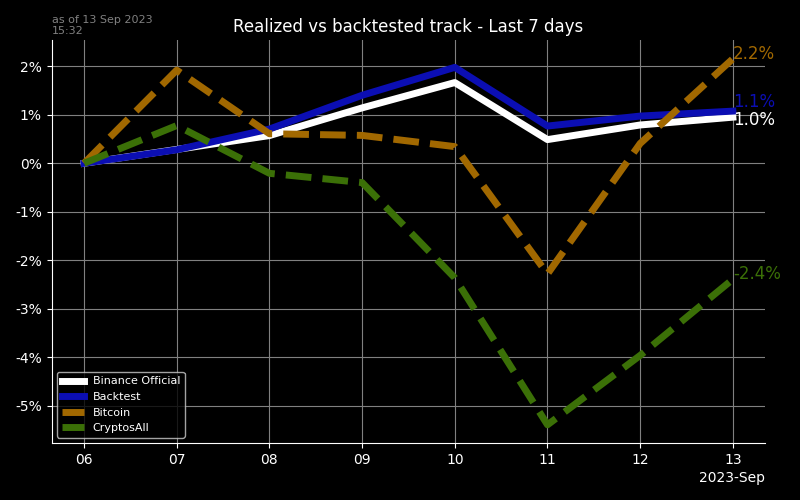 as of 13 Sep 2023
15:32
Realized vs backtested track - Last 7 days
2%
1%
0%
-1%
-2%
-3%
-4%
-5%
2.2%
1.1%
1.0%
-2.4%
Binance Official
Backtest
Bitcoin
CryptosAll
06 07 08 09 10 11 12 13
2023-Sep